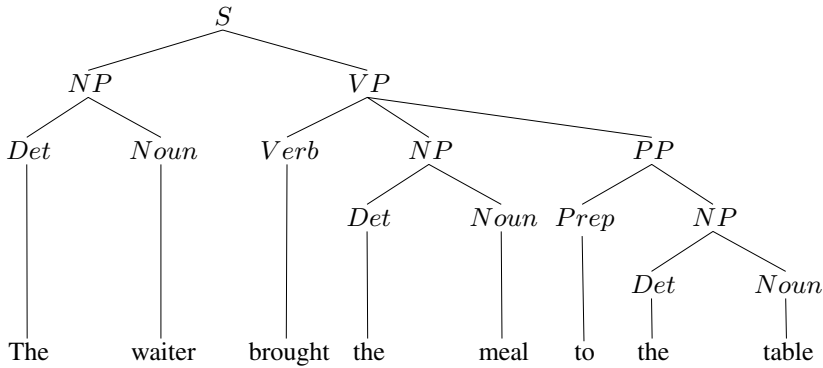 S
NP VP
Det Noun Verb NP PP
Det Noun Prep NP
Det Noun
The waiter brought the meal to the table